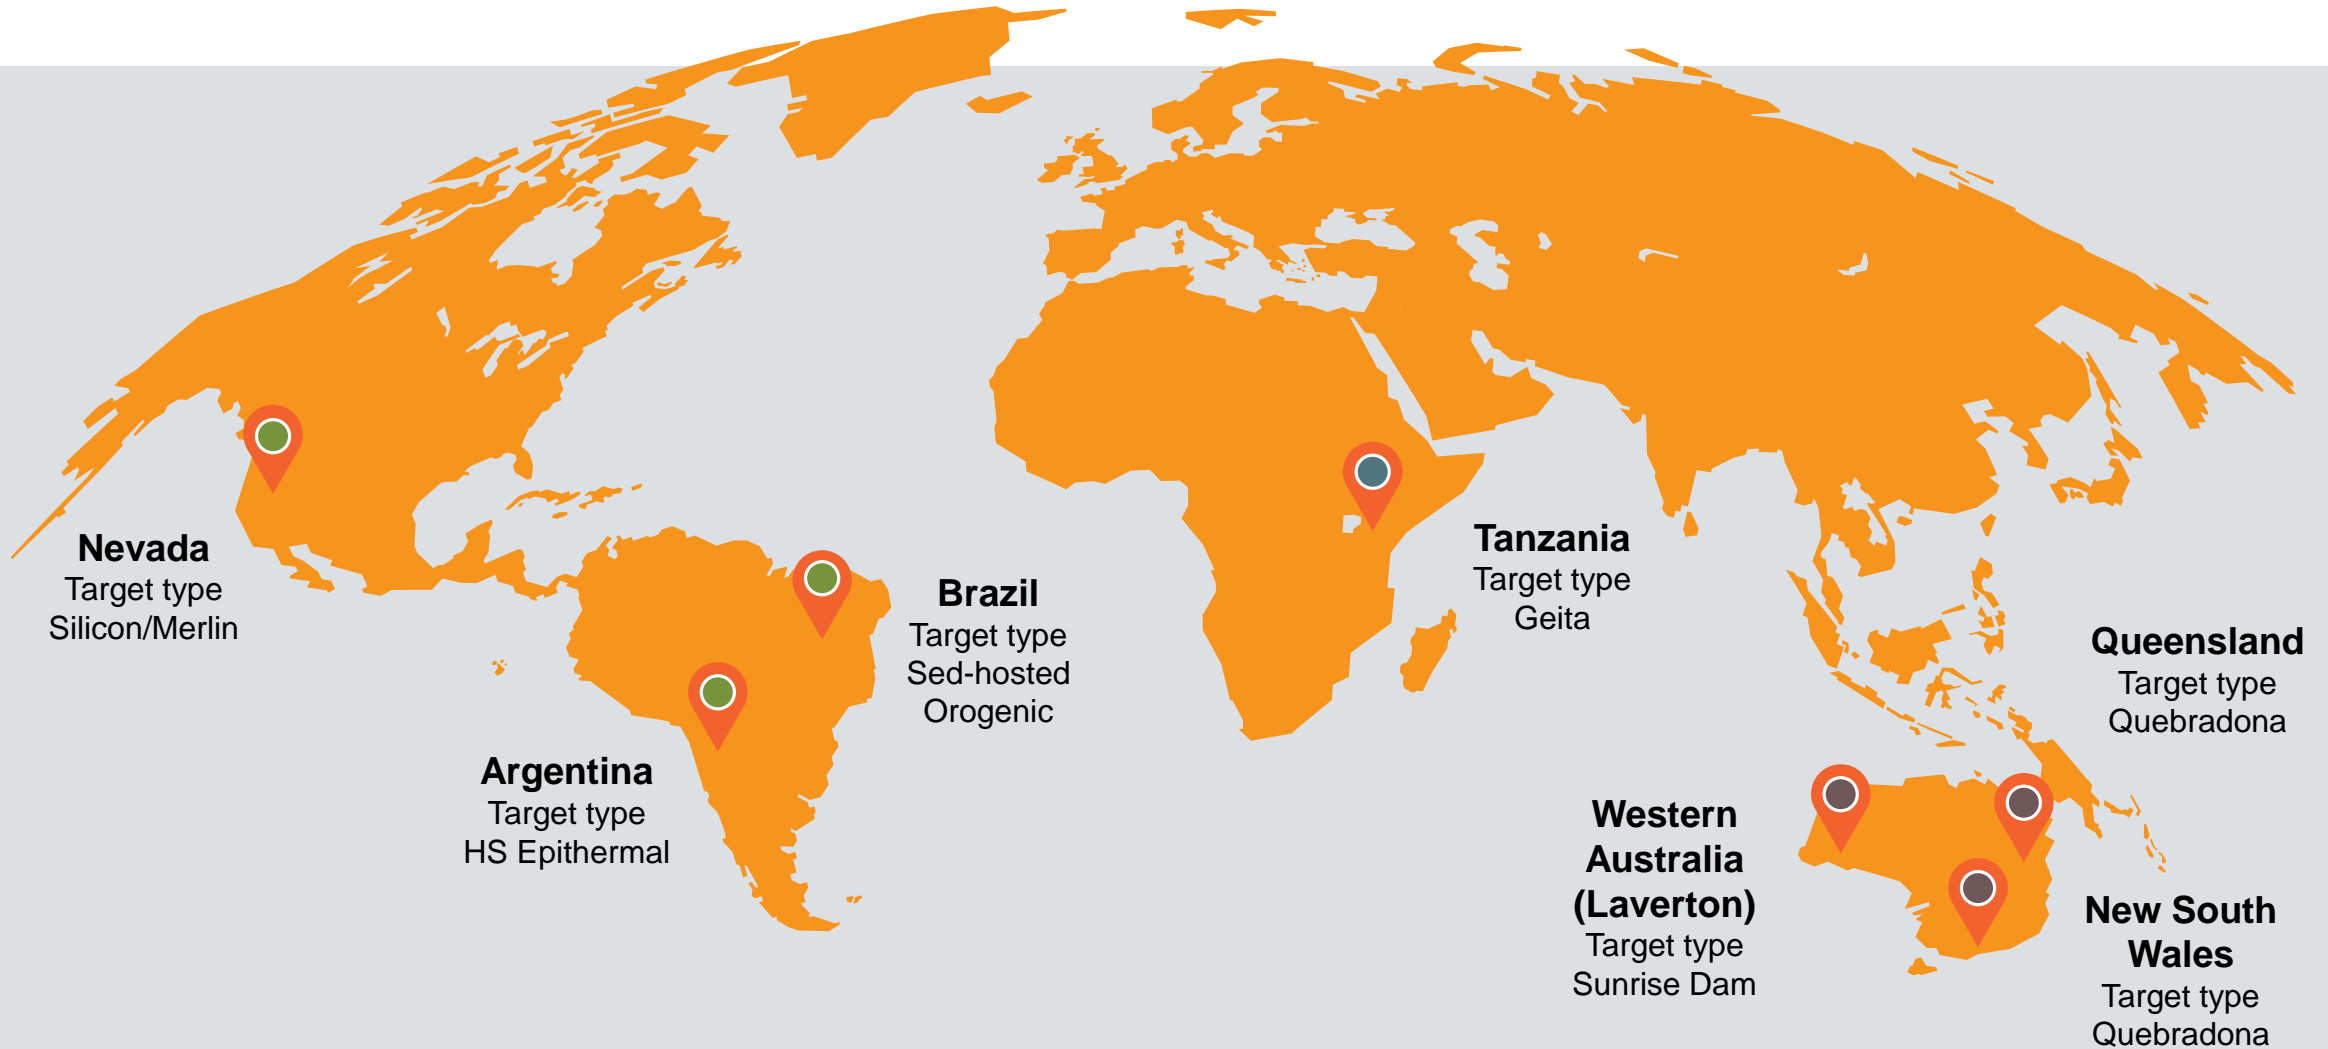 Nevada
Target type
Silicon/Merlin
Brazil
Target type
Sed-hosted
Orogenic
Argentina
Target type
HS Epithermal
Tanzania
Target type
Geita
Queensland
Target type
Quebradona
Western
Australia
(Laverton)
Target type
Sunrise Dam
New South
Wales
Target type
Quebradona